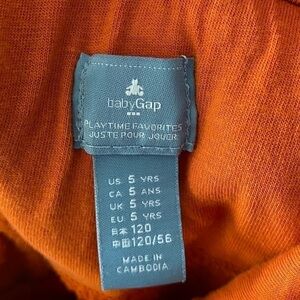 babyGap
PLAYTIME FAVORITES
JUSTE POUR JOUER
US 5 YRS
CA 5 ANS
UK 5 YRS
EU 5 YRS
日本 120
中国 120/56
MADE IN
CAMBODIA